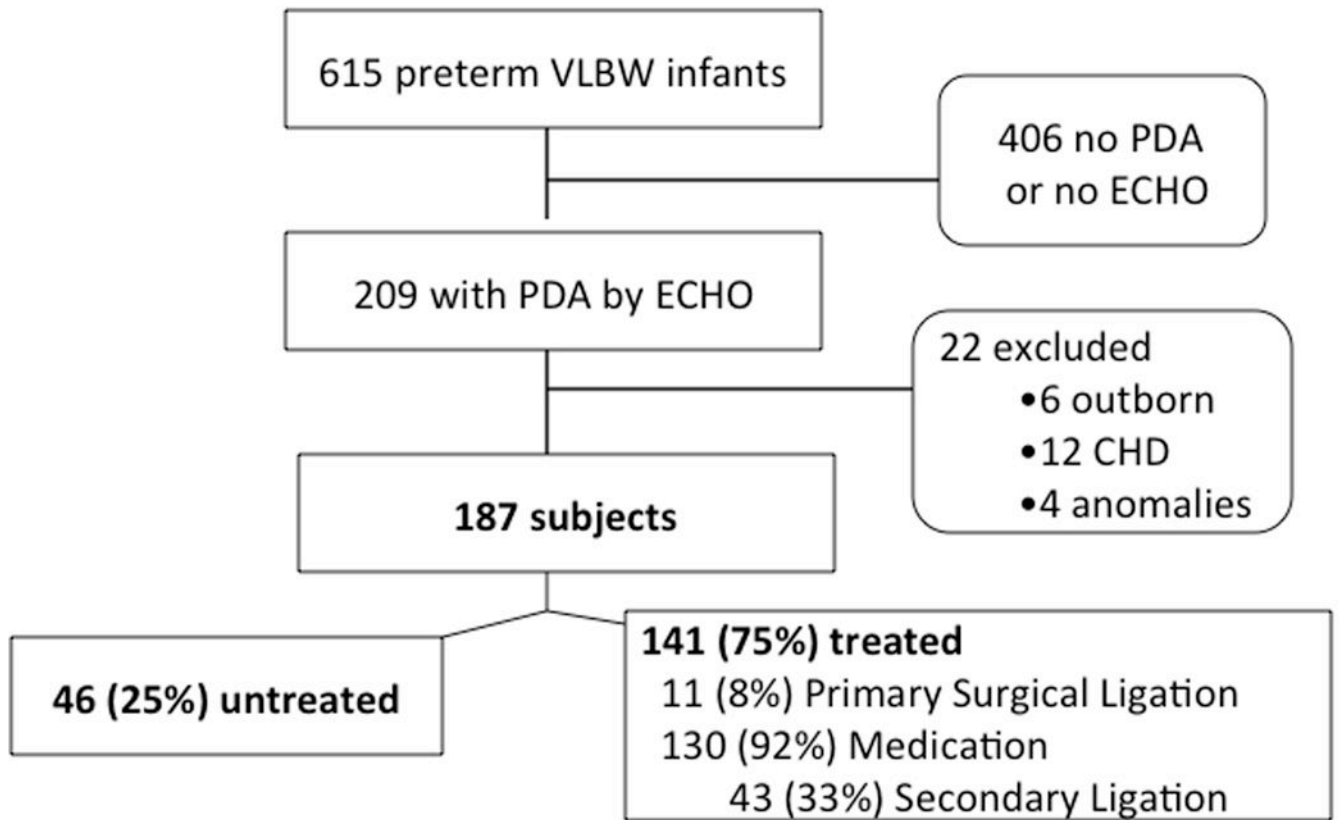 615 preterm VLBW infants
406 no PDA
or no ECHO
209 with PDA by ECHO
22 excluded
•6 outborn
•12 CHD
•4 anomalies
187 subjects
46 (25%) untreated
141 (75%) treated
11 (8%) Primary Surgical Ligation
130 (92%) Medication
43 (33%) Secondary Ligation